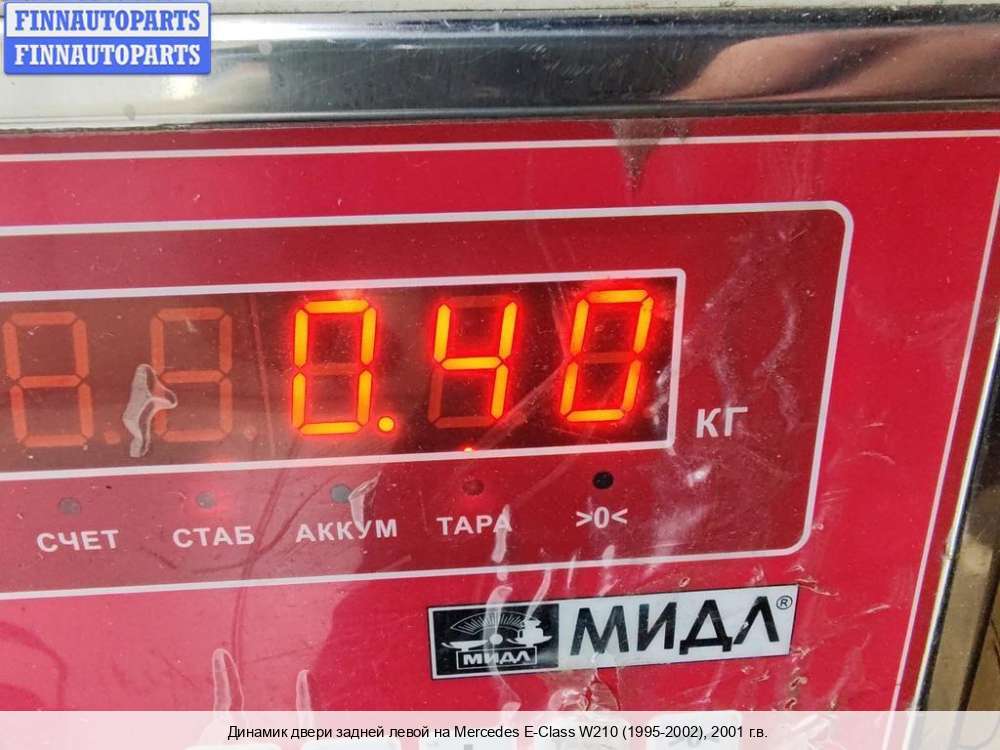 FINNAUTOPARTS
FINNAUTOPARTS
0.40
КГ
СЧЕТ СТАБ АККУМ ТАРА >0<
МИДЛ МИДЛ®
Динамик двери задней левой на Mercedes E-Class W210 (1995-2002), 2001 г.в.